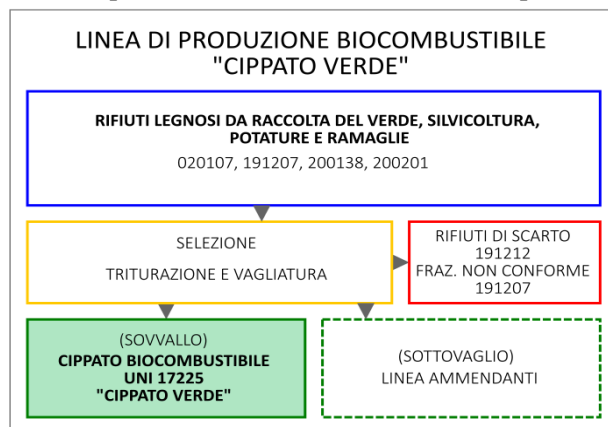 LINEA DI PRODUZIONE BIOCOMBUSTIBILE
"CIPPATO VERDE"
RIFIUTI LEGNOSI DA RACCOLTA DEL VERDE, SILVICOLTURA,
POTATURE E RAMAGLIE
020107, 191207, 200138, 200201
SELEZIONE
TRITURAZIONE E VAGLIATURA
RIFIUTI DI SCARTO
191212
FRAZ. NON CONFORME
191207
(SOVVALLO)
CIPPATO BIOCOMBUSTIBILE
UNI 17225
"CIPPATO VERDE"
(SOTTOVAGLIO)
LINEA AMMENDANTI